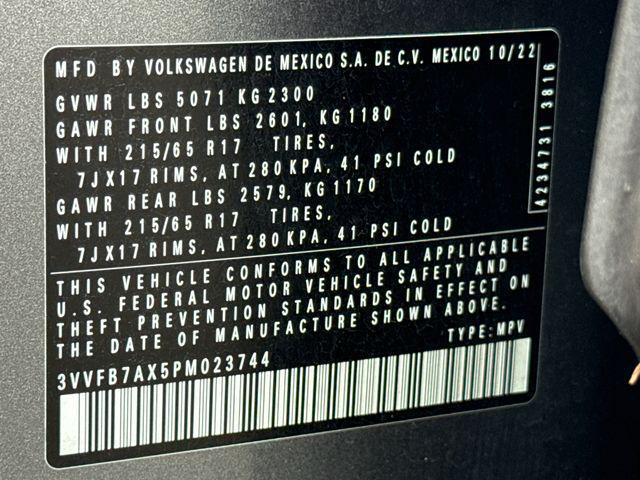 MFD BY VOLKSWAGEN DE MEXICO S.A. DE C.V. MEXICO 10/22
GVWR LBS 5071 KG 2300
GAWR FRONT LBS 2601, KG 1180
WITH 215/65 R17 TIRES,
7JX17 RIMS, AT 280 KPA, 41 PSI COLD
GAWR REAR LBS 2579, KG 1170
WITH 215/65 R17 TIRES,
7JX17 RIMS, AT 280 KPA, 41 PSI COLD
4234731 3816
THIS VEHICLE CONFORMS TO ALL APPLICABLE
U.S. FEDERAL MOTOR VEHICLE SAFETY AND
THEFT PREVENTION STANDARDS IN EFFECT ON
THE DATE OF MANUFACTURE SHOWN ABOVE.
TYPE: MPV
3VVFB7AX5PM023744